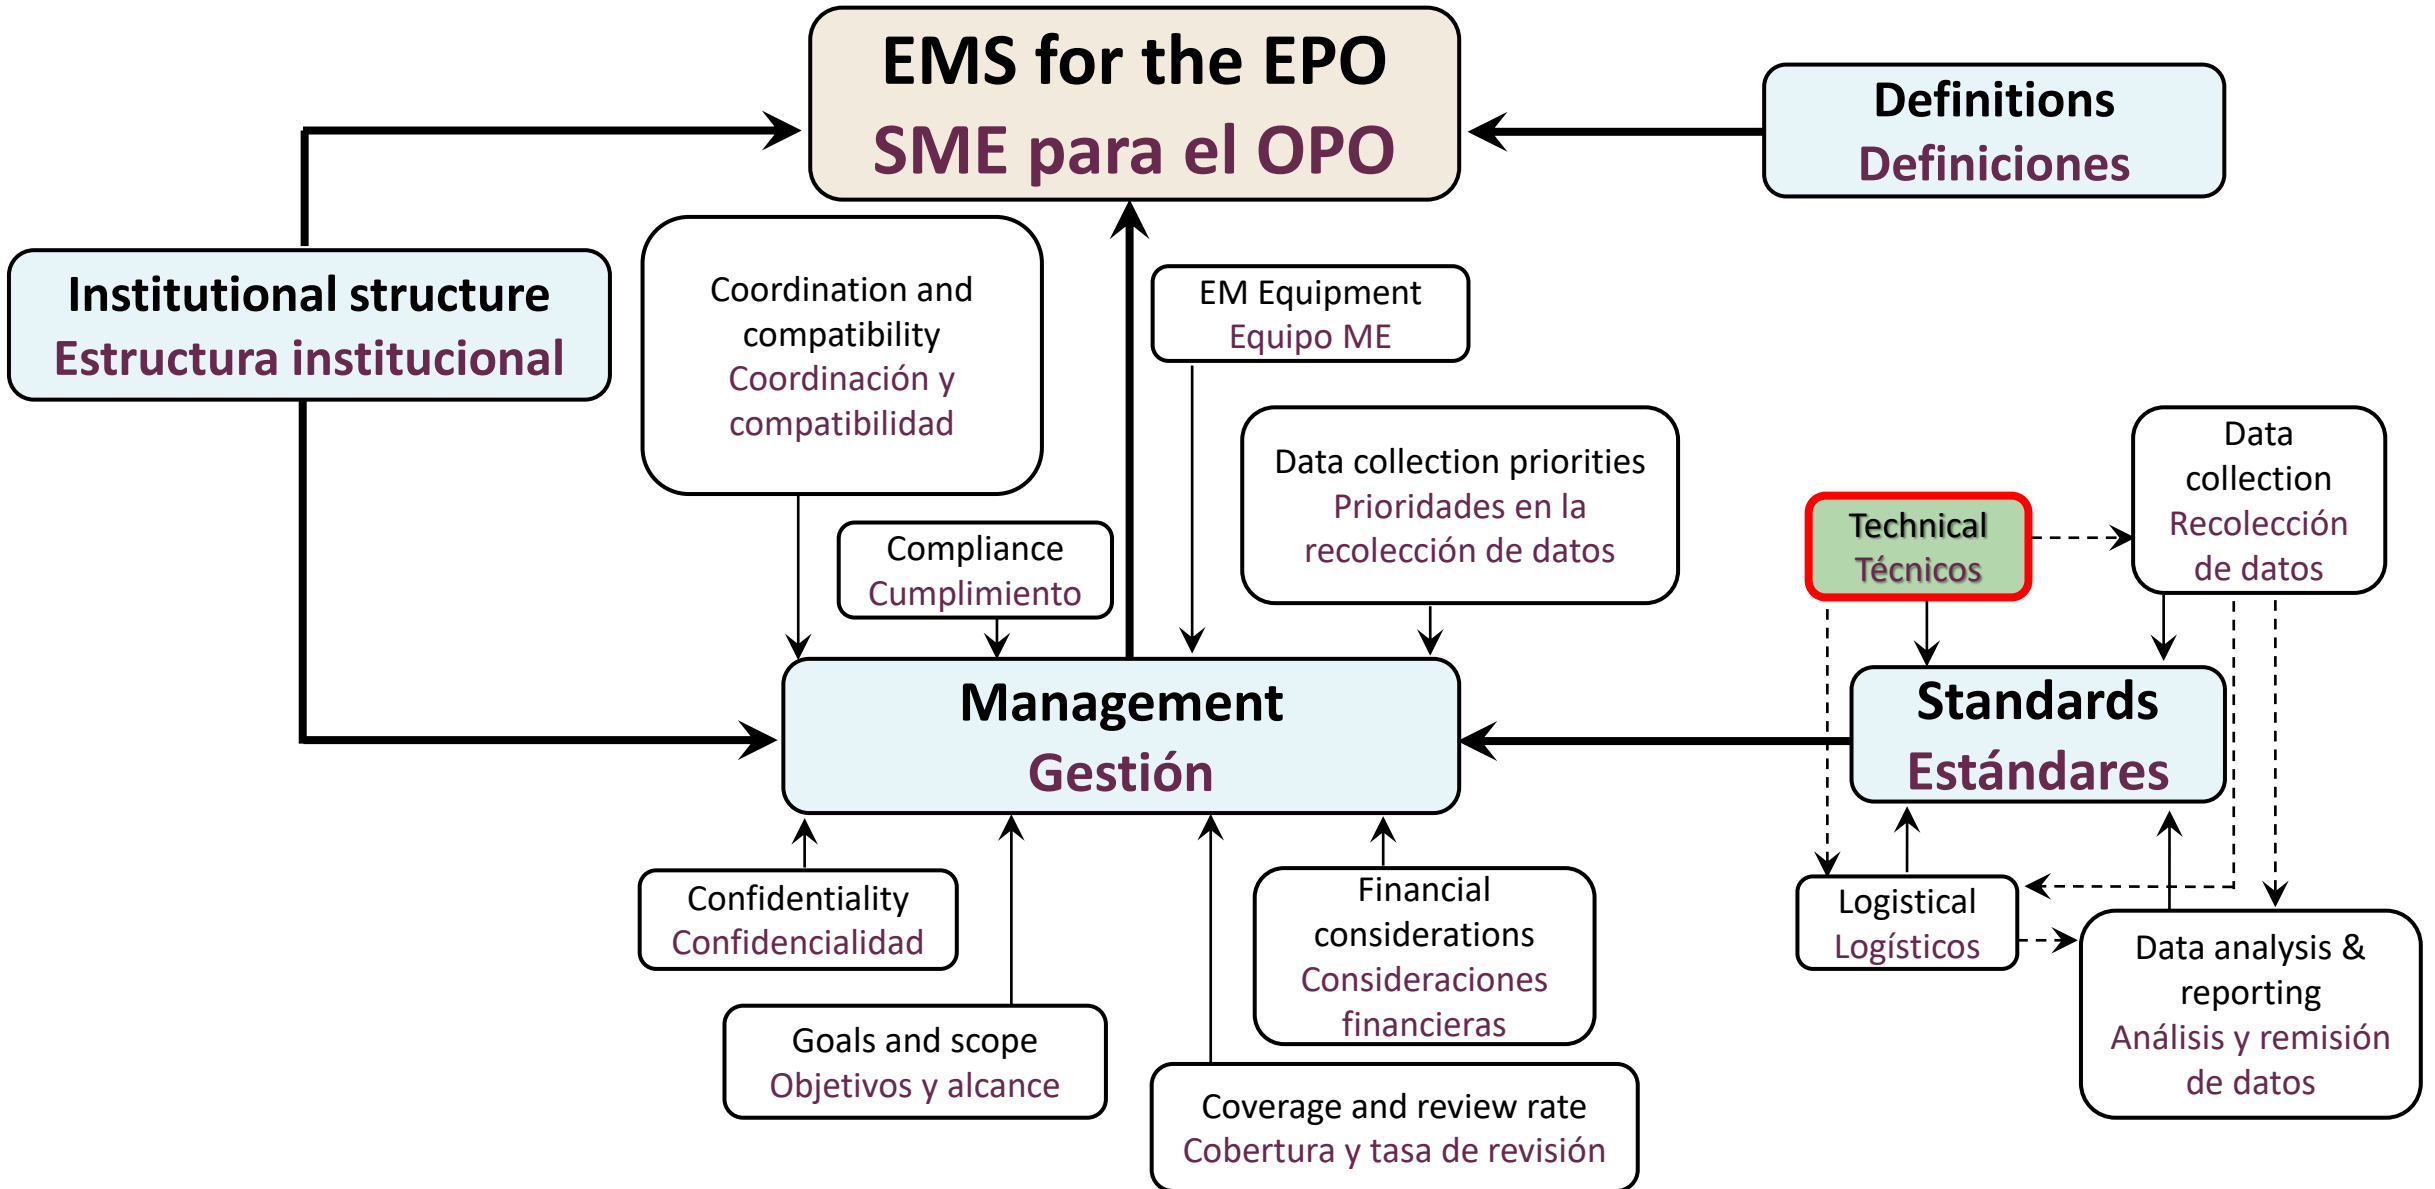 EMS for the EPO
SME para el OPO
Definitions
Definiciones
Institutional structure
Estructura institucional
Coordination and
compatibility
Coordinación y
compatibilidad
EM Equipment
Equipo ME
Data collection priorities
Prioridades en la
recolección de datos
Compliance
Cumplimiento
Technical
Técnicos
Data
collection
Recolección
de datos
Management
Gestión
Standards
Estándares
Confidentiality
Confidencialidad
Goals and scope
Objetivos y alcance
Financial
considerations
Consideraciones
financieras
Coverage and review rate
Cobertura y tasa de revisión
Logistical
Logísticos
Data analysis &
reporting
Análisis y remisión
de datos